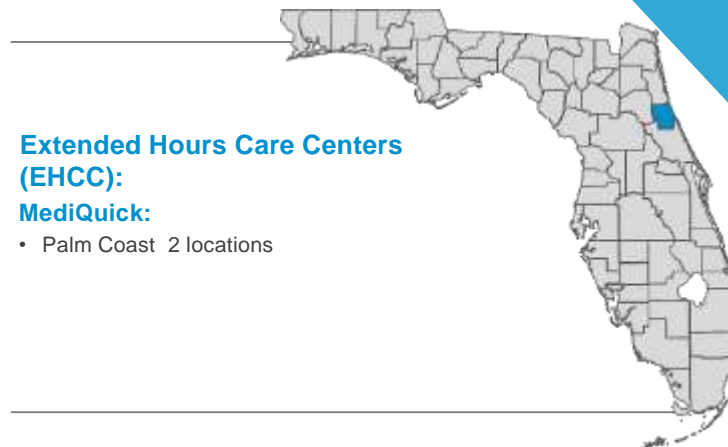 Extended Hours Care Centers
(EHCC):
MediQuick:
• Palm Coast 2 locations